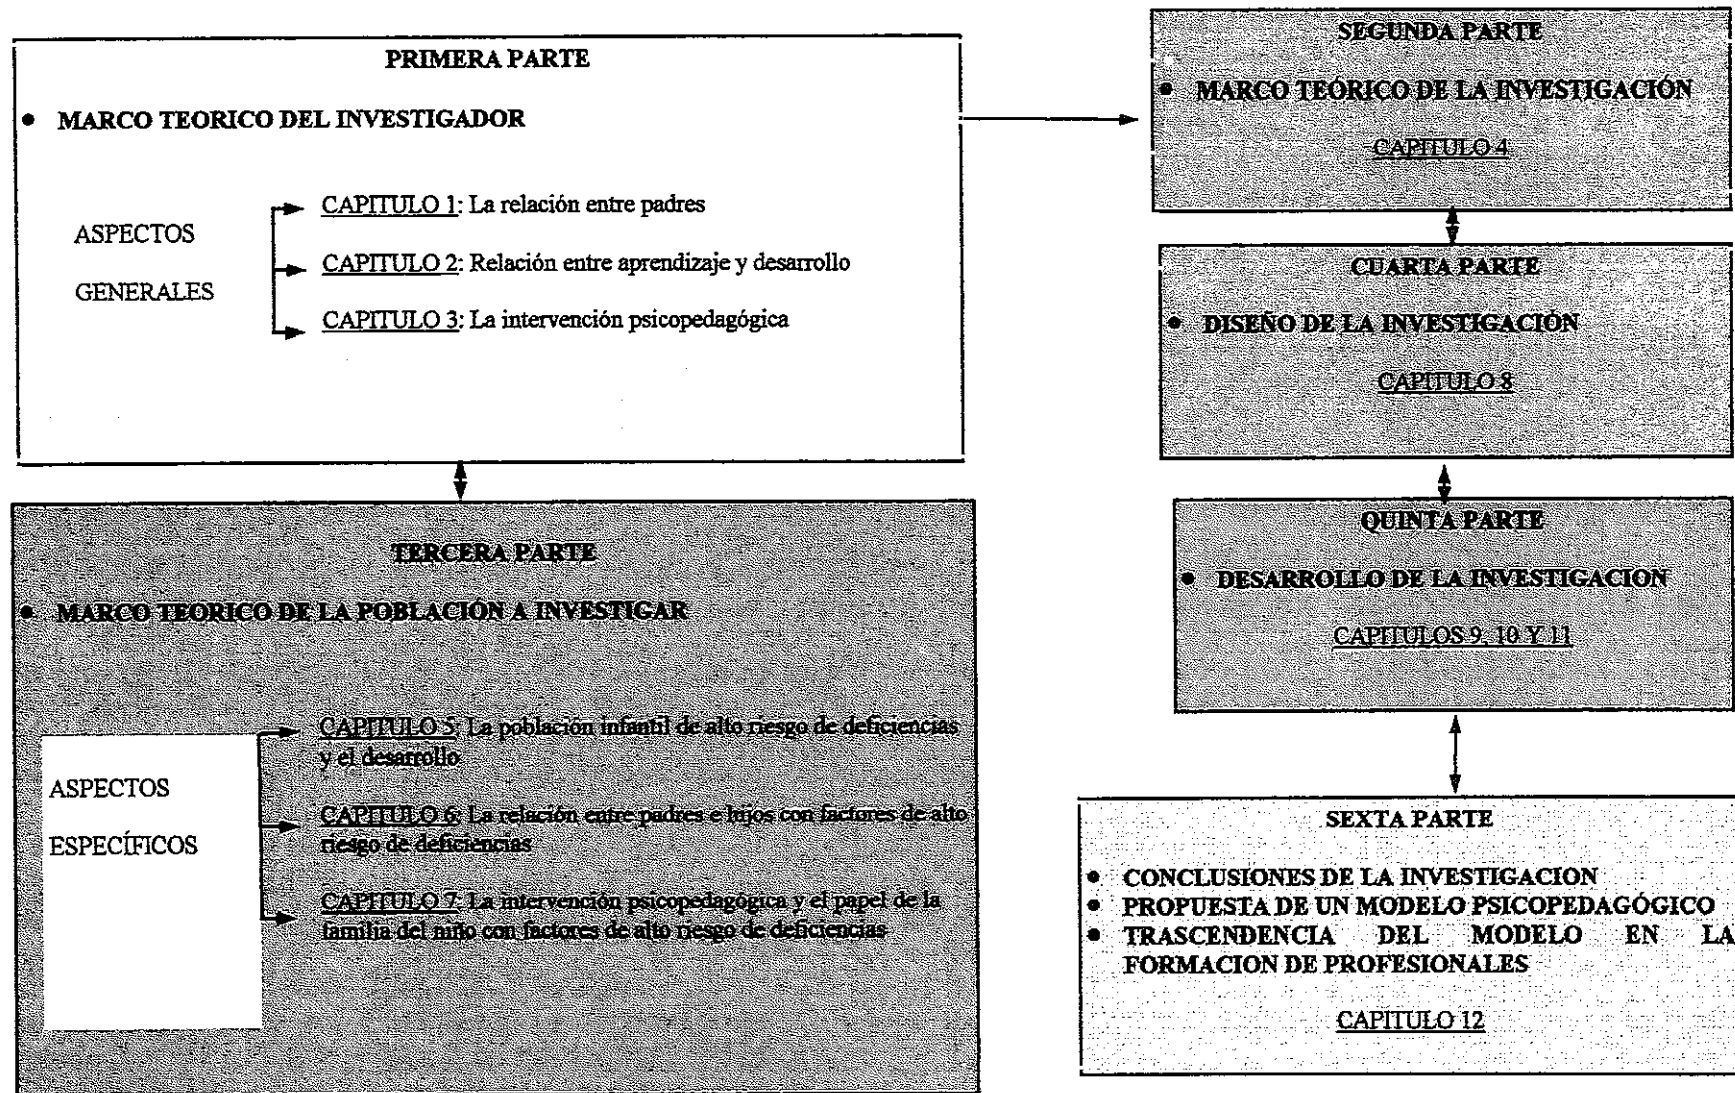 PRIMERA PARTE
• MARCO TEORICO DEL INVESTIGADOR
ASPECTOS
GENERALES
CAPITULO 1: La relación entre padres
CAPITULO 2: Relación entre aprendizaje y desarrollo
CAPITULO 3: La intervención psicopedagógica
SEGUNDA PARTE
• MARCO TEÓRICO DE LA INVESTIGACIÓN
CAPITULO 4
TERCERA PARTE
• MARCO TEORICO DE LA POBLACIÓN A INVESTIGAR
ASPECTOS
ESPECÍFICOS
CAPITULO 5: La población infantil de alto riesgo de deficiencias
y el desarrollo
CAPITULO 6: La relación entre padres e hijos con factores de alto
riesgo de deficiencias
CAPITULO 7: La intervención psicopedagógica y el papel de la
familia del niño con factores de alto riesgo de deficiencias
CUARTA PARTE
• DISEÑO DE LA INVESTIGACIÓN
CAPITULO 8
QUINTA PARTE
• DESARROLLO DE LA INVESTIGACION
CAPITULOS 9, 10 Y 11
SEXTA PARTE
• CONCLUSIONES DE LA INVESTIGACION
• PROPUESTA DE UN MODELO PSICOPEDAGÓGICO
• TRASCENDENCIA DEL MODELO EN LA
FORMACION DE PROFESIONALES
CAPITULO 12